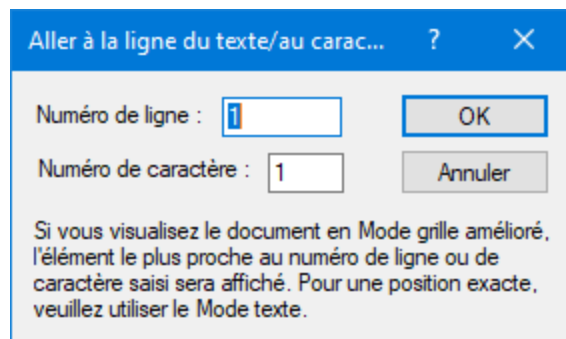 Aller à la ligne du texte/au carac... ?
Numéro de ligne : 1 OK
Numéro de caractère : 1 Annuler
Si vous visualisez le document en Mode grille amélioré,
l'élément le plus proche au numéro de ligne ou de
caractère saisi sera affiché. Pour une position exacte,
veuillez utiliser le Mode texte.